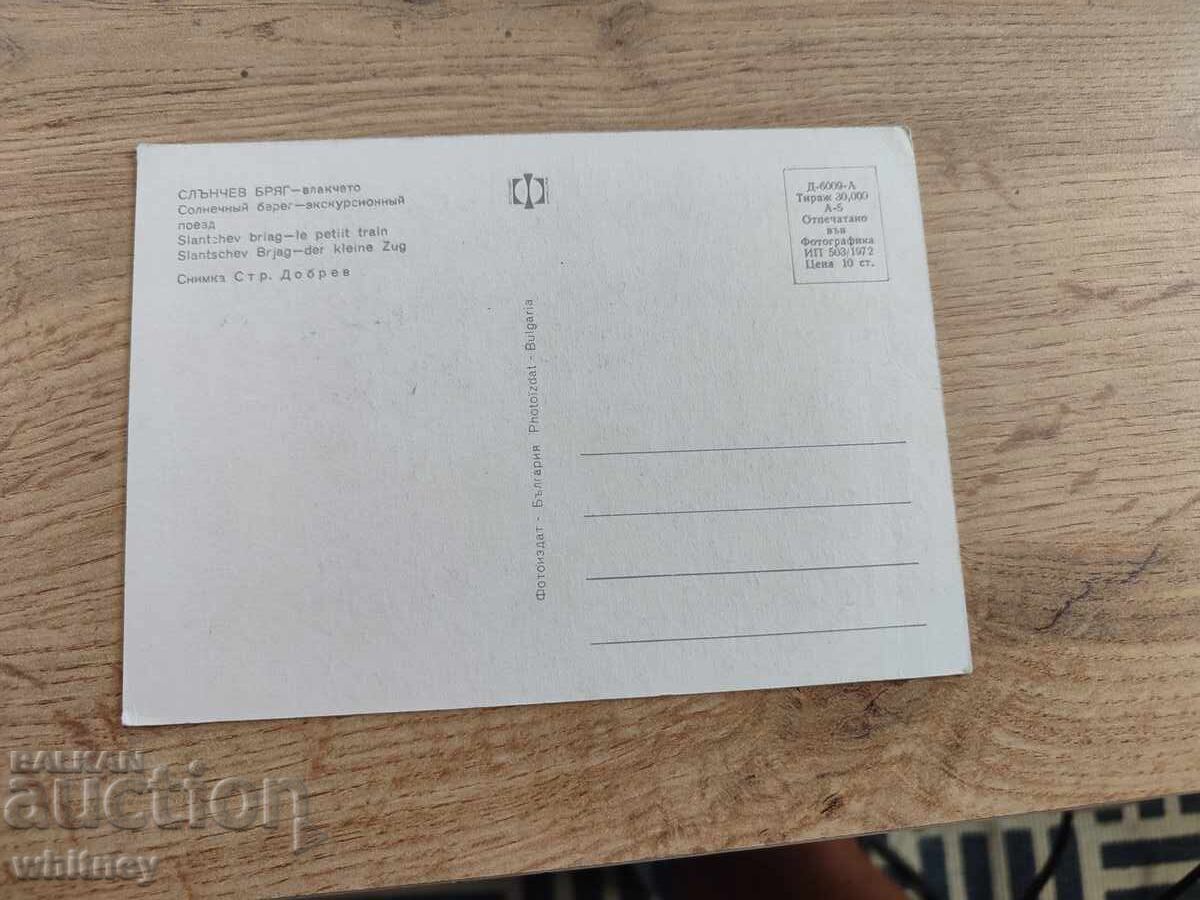 СЛЪНЧЕВ БРЯГ—влакчето
Солнечный берег—экскурсионный
поезд
Slantshev briag—le petiit train
Slantschev Brjag—der kleine Zug
Снимка Стр. Добрев
Фотоиздат - България Photoizdat - Bulgaria
Д-6009-А
Тираж 30,000
А-5
Отпечатано
във
Фотографика
ИП 503/1972
Цена 10 ст.
BALKAN
auction
whitney